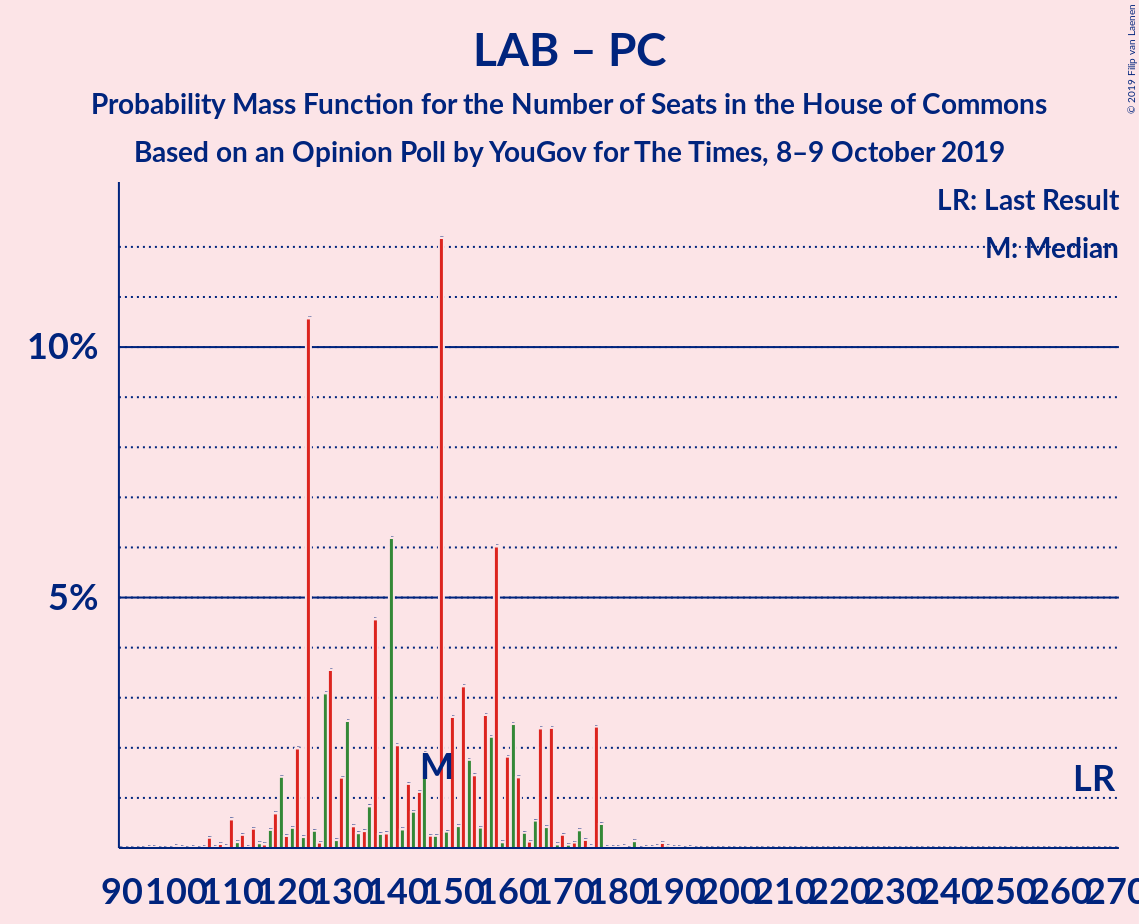 LAB – PC
Probability Mass Function for the Number of Seats in the House of Commons
Based on an Opinion Poll by YouGov for The Times, 8–9 October 2019
© 2019 Filip van Laenen
LR: Last Result
M: Median
10%
5%
M
LR
90 100 110 120 130 140 150 160 170 180 190 200 210 220 230 240 250 260 270